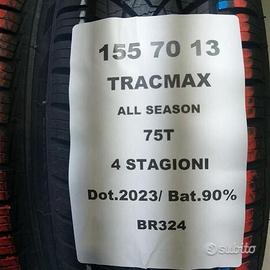 155 70 13
TRACMAX
ALL SEASON
75T
4 STAGIONI
Dot.2023/ Bat.90%
BR324
subito